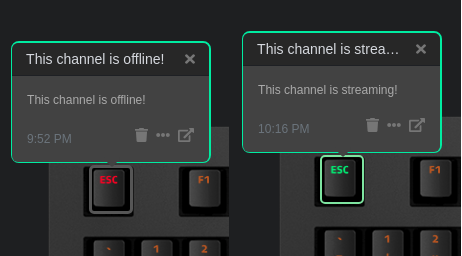 This channel is offline!
This channel is offline!
9:52 PM
ESC
F1
`
1
2
This channel is strea…
This channel is streaming!
10:16 PM
ESC
F1
`
1
2